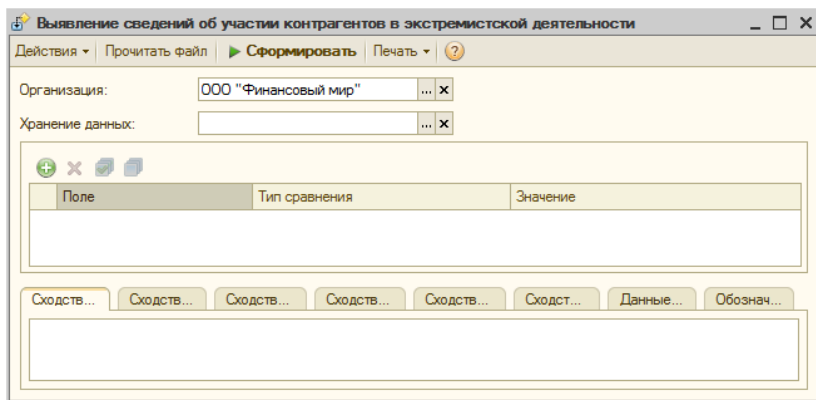 Выявление сведений об участии контрагентов в экстремистской деятельности
Действия Прочитать файл Сформировать Печать ?
Организация: ООО "Финансовый мир" ... x
Хранение данных: ... x
Поле Тип сравнения Значение
Сходств... Сходств... Сходств... Сходств... Сходств... Сходст... Данные... Обознач...